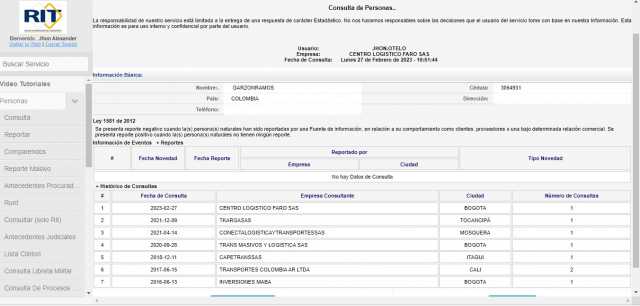 RIT
Bienvenido. Jhon Alexander
Visitar tu Web | Cerrar Sesion
Buscar Servicio
Video Tutoriales
Personas
Consulta
Reportar
Comparendos
Reporte Masivo
Antecedentes Procurad...
Runt
Consultar (solo Rit)
Antecedentes Judiciales
Lista Clinton
Consulta Libreta Militar
Consulta De Procesos ...
Consulta de Personas..
La responsabilidad de nuestro servicio está limitada a la entrega de una respuesta de carácter Estadístico. No nos hacemos responsables sobre las decisiones que el usuario del servicio tome con base en nuestra información. Esta
información es para uso interno y confidencial por parte del usuario.
Usuario: JHON.OTELO
Empresa: CENTRO LOGISTICO FARO SAS
Fecha de Consulta: Lunes 27 de Febrero de 2023 - 10:51:44
Información Básica:
Nombre:. GARZONRAMOS Cédula: 3064931
País: COLOMBIA Dirección:
Teléfono:
Ley 1581 de 2012
Se presenta reporte negativo cuando la(s) persona(s) naturales han sido reportadas por una Fuente de información, en relación a su comportamiento como clientes, proveedores o una bajo determinada relación comercial. Se
presenta reporte positivo cuando la(s) persona(s) naturales no tienen ningún reporte.
Información de Eventos + Reportes
# Fecha Novedad Fecha Reporte Reportado por Tipo Novedad
Empresa Ciudad
No hay Datos de Consulta
+ Histórico de Consultas
# Fecha de Consulta Empresa Consultante Ciudad Número de Consultas
1 2023-02-27 CENTRO LOGISTICO FARO SAS BOGOTA 1
2 2021-12-09 TKARGASAS TOCANCIPA 1
3 2021-04-14 CONECTALOGISTICAYTRANSPORTESSAS MOSQUERA 1
4 2020-09-28 TRANS MASIVOS Y LOGISTICA SAS BOGOTA 1
5 2018-12-11 CAPETRANSSAS ITAGUI 1
6 2017-06-15 TRANSPORTES COLOMBIA AR LTDA CALI 2
7 2016-08-13 INVERSIONES MABA BOGOTA 1